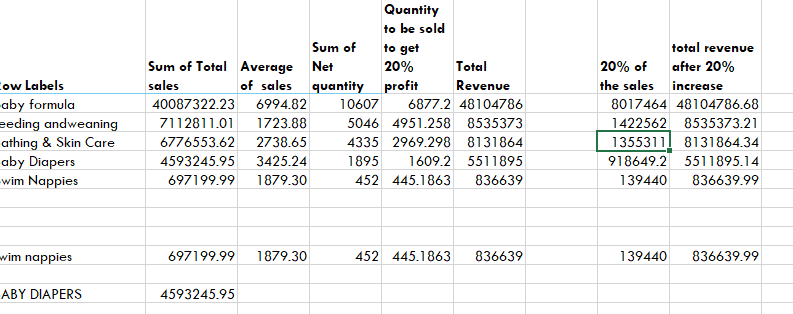 Quantity
to be sold
Sum of to get total revenue
Sum of Total Average Net 20% Total 20% of after 20%
ow Labels sales of sales quantity profit Revenue the sales increase
aby formula 40087322.23 6994.82 10607 6877.2 48104786 8017464 48104786.68
eeding andweaning 7112811.01 1723.88 5046 4951.258 8535373 1422562 8535373.21
athing & Skin Care 6776553.62 2738.65 4335 2969.298 8131864 1355311 8131864.34
aby Diapers 4593245.95 3425.24 1895 1609.2 5511895 918649.2 5511895.14
wim Nappies 697199.99 1879.30 452 445.1863 836639 139440 836639.99
wim nappies 697199.99 1879.30 452 445.1863 836639 139440 836639.99
ABY DIAPERS 4593245.95